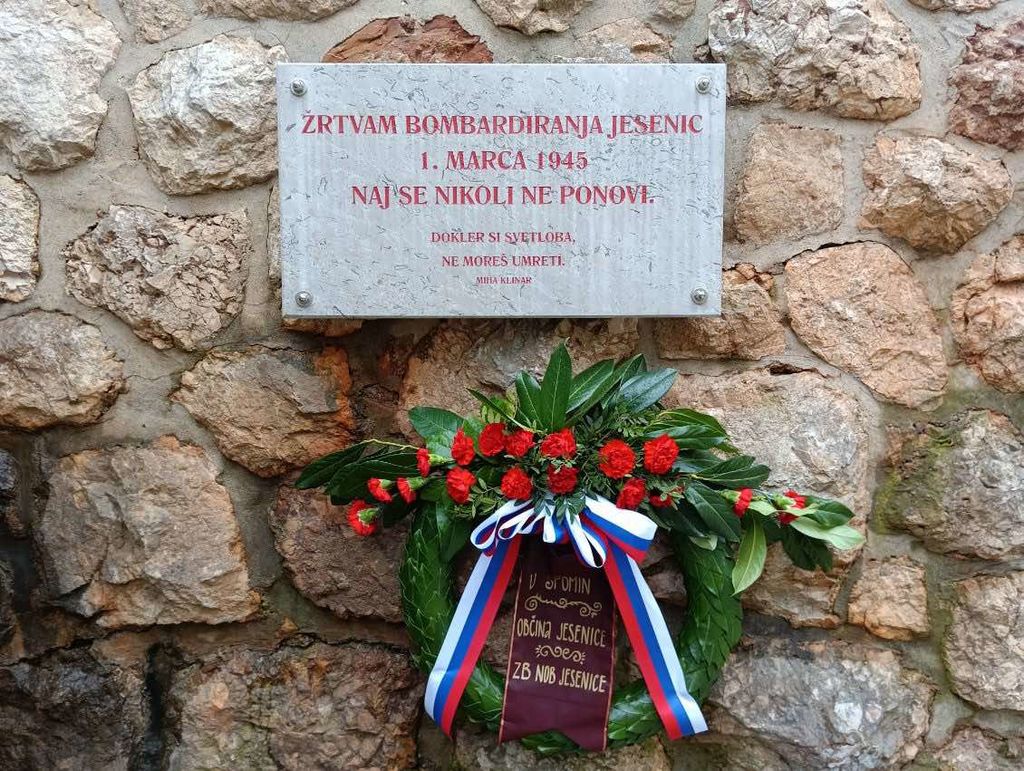 ŽRTVAM BOMBARDIRANJA JESENIC
1. MARCA 1945
NAJ SE NIKOLI NE PONOVI.
DOKLER SI SVETLOBA,
NE MOREŠ UMRETI.
MIHA KLINAR
V SPOMIN
OBČINA JESENICE
ZB NOB JESENICE